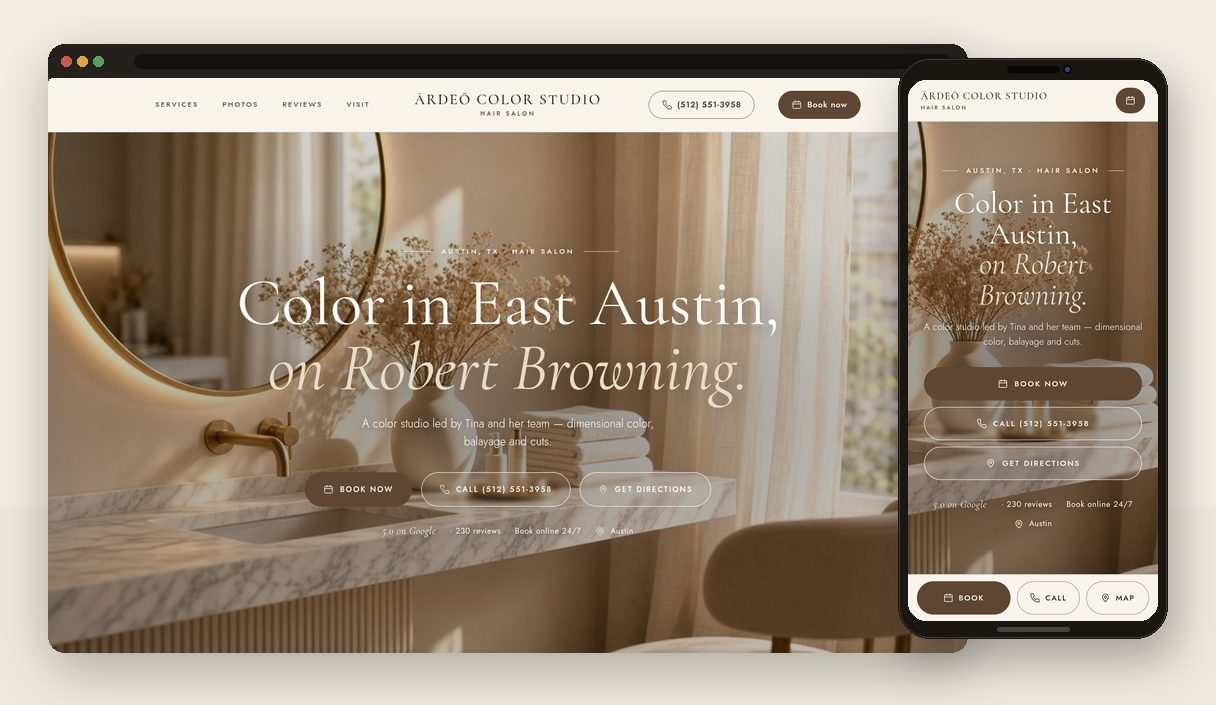 SERVICES PHOTOS REVIEWS VISIT
ĀRDEŌ COLOR STUDIO
HAIR SALON
(512) 551-3958
Book now
AUSTIN, TX · HAIR SALON
Color in East Austin,
on Robert Browning.
A color studio led by Tina and her team — dimensional color,
balayage and cuts.
BOOK NOW
CALL (512) 551-3958
GET DIRECTIONS
5.0 on Google · 230 reviews Book online 24/7 Austin
ĀRDEŌ COLOR STUDIO
HAIR SALON
AUSTIN, TX · HAIR SALON
Color in East
Austin,
on Robert
Browning.
A color studio led by Tina and her team — dimensional
color, balayage and cuts.
BOOK NOW
CALL (512) 551-3958
GET DIRECTIONS
5.0 on Google · 230 reviews Book online 24/7
Austin
BOOK CALL MAP